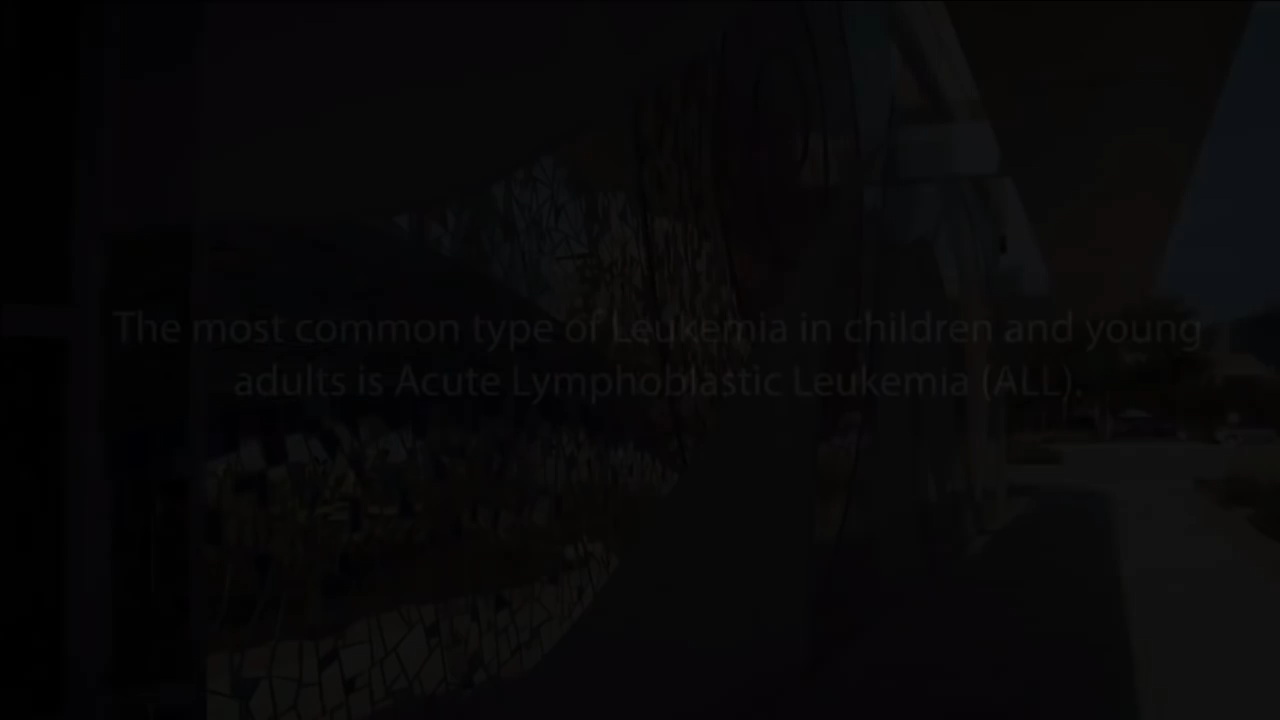 The most common type of Leukemia in children and young
adults is Acute Lymphoblastic Leukemia (ALL).